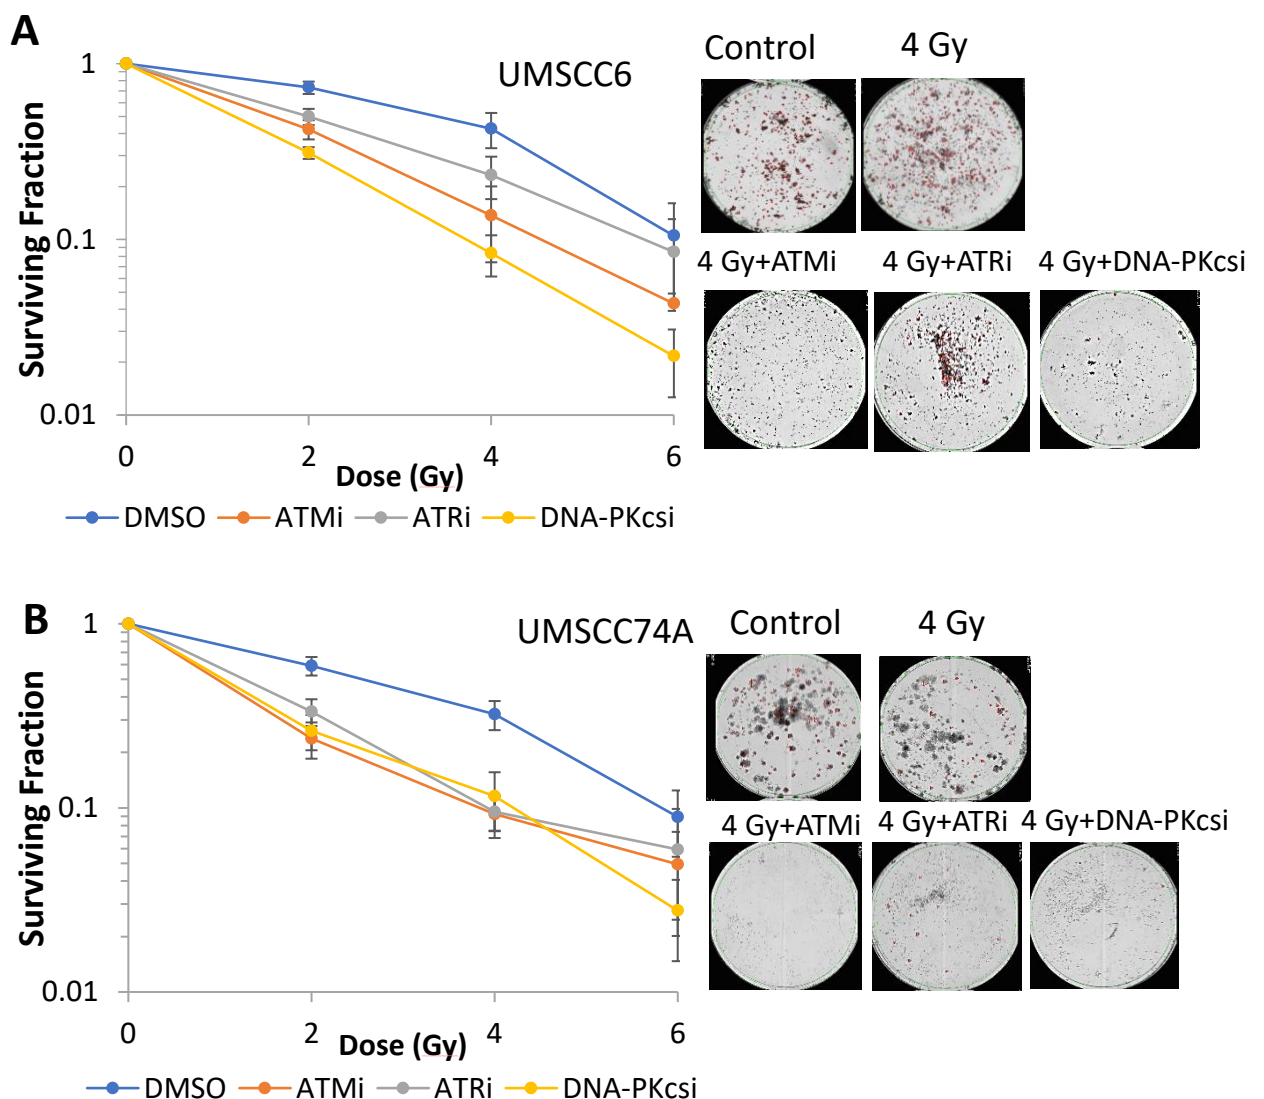 A
UMSCC6
Control
4 Gy
1
0.1
0.01
Surviving Fraction
0 2 4 6
Dose (Gy)
DMSO ATMi ATRi DNA-PKcsi
4 Gy+ATMi 4 Gy+ATRi 4 Gy+DNA-PKcsi
B
UMSCC74A
Control
4 Gy
1
0.1
0.01
Surviving Fraction
0 2 4 6
Dose (Gy)
DMSO ATMi ATRi DNA-PKcsi
4 Gy+ATMi 4 Gy+ATRi 4 Gy+DNA-PKcsi